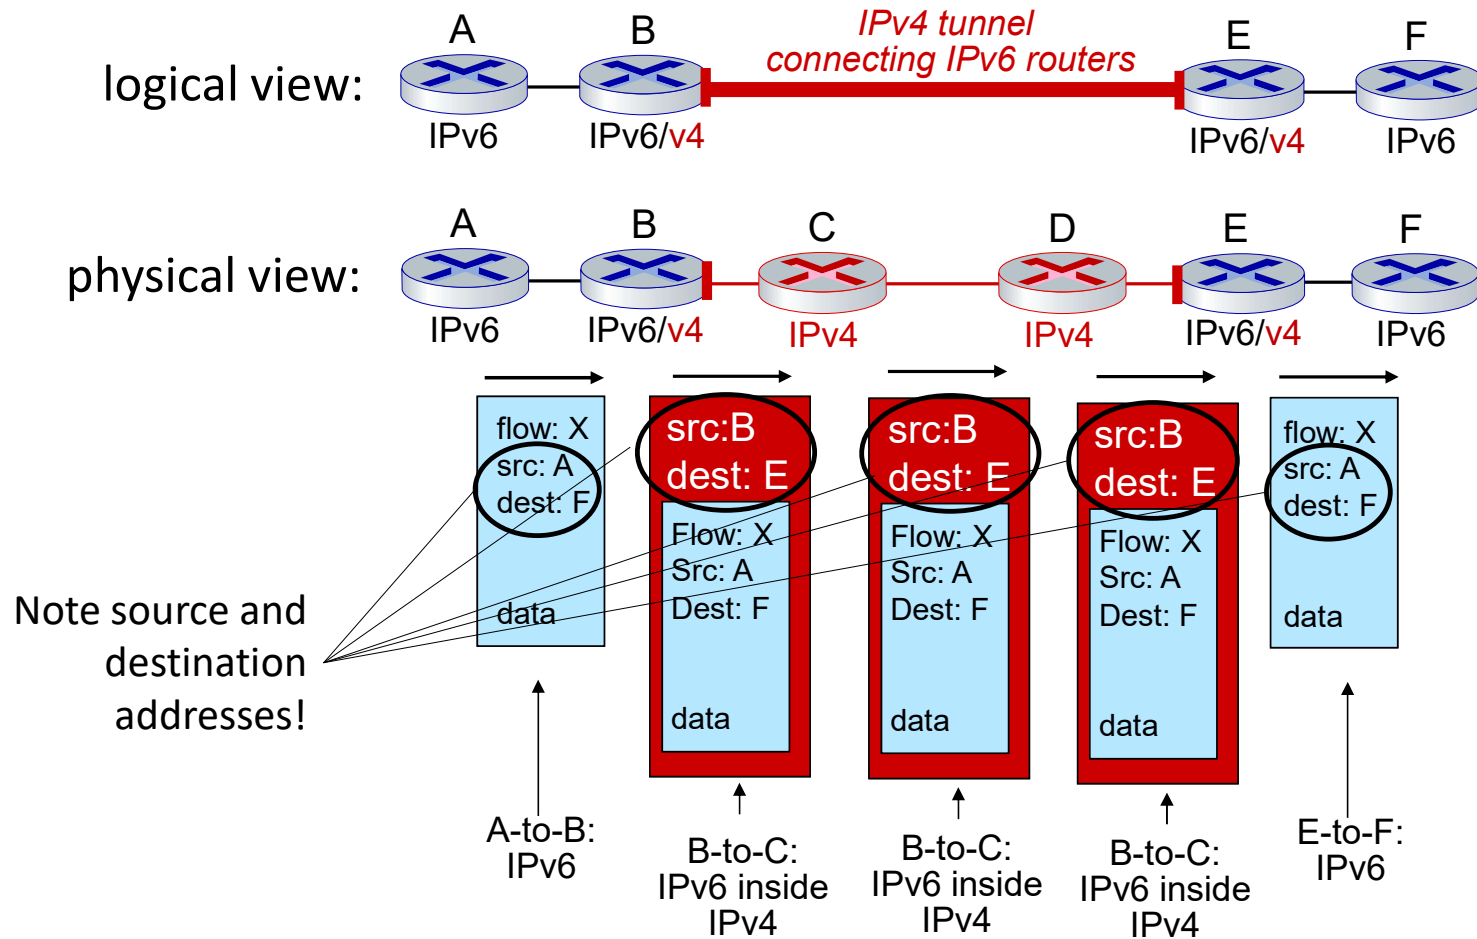 A
B
IPv4 tunnel
connecting IPv6 routers
E
F
logical view:
IPv6
IPv6/v4
IPv6/v4
IPv6
A
B
C
D
E
F
physical view:
IPv6
IPv6/v4
IPv4
IPv4
IPv6/v4
IPv6
flow: X
src: A
dest: F
data
src:B
dest: E
Flow: X
Src: A
Dest: F
data
src:B
dest: E
Flow: X
Src: A
Dest: F
data
src:B
dest: E
Flow: X
Src: A
Dest: F
data
flow: X
src: A
dest: F
data
Note source and
destination
addresses!
A-to-B:
IPv6
B-to-C:
IPv6 inside
IPv4
B-to-C:
IPv6 inside
IPv4
B-to-C:
IPv6 inside
IPv4
E-to-F:
IPv6